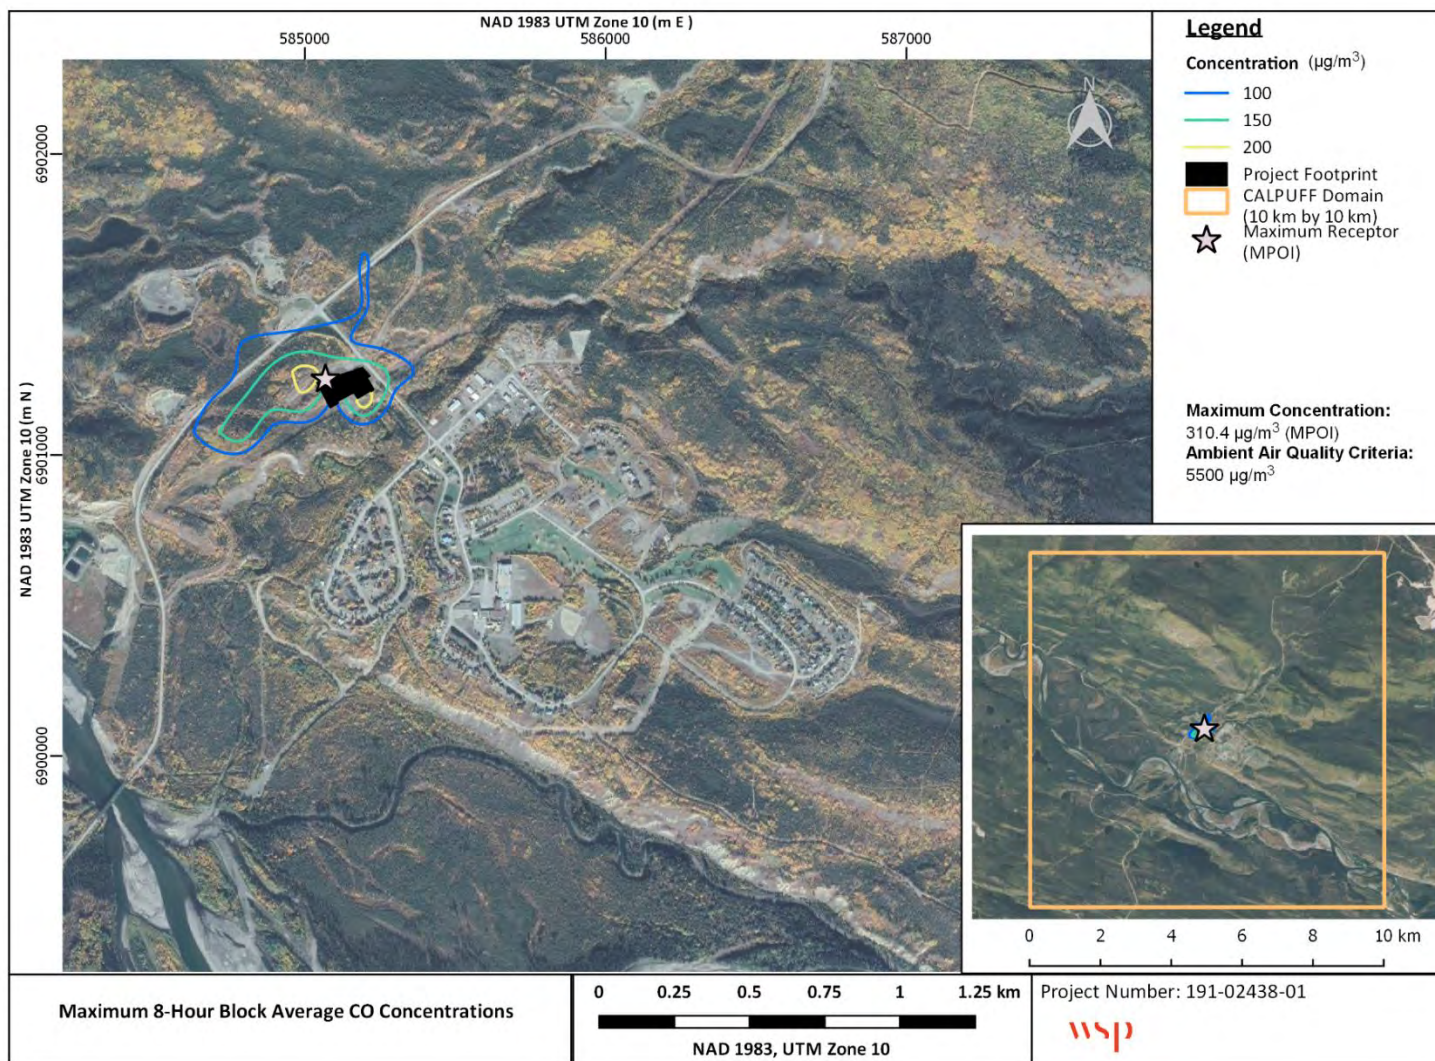 NAD 1983 UTM Zone 10 (m E )
585000
586000
587000
NAD 1983 UTM Zone 10 (m N )
6902000
6901000
6900000
N
Legend
Concentration (µg/m³)
100
150
200
Project Footprint
CALPUFF Domain
(10 km by 10 km)
Maximum Receptor
(MPOI)
Maximum Concentration:
310.4 µg/m³ (MPOI)
Ambient Air Quality Criteria:
5500 µg/m³
0 2 4 6 8 10 km
Maximum 8-Hour Block Average CO Concentrations
0 0.25 0.5 0.75 1 1.25 km
NAD 1983, UTM Zone 10
Project Number: 191-02438-01
wsp